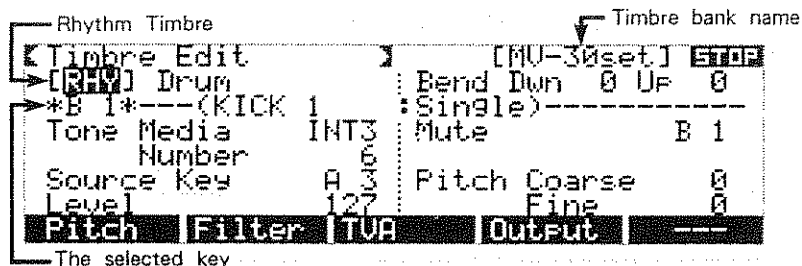 Rhythm Timbre
Timbre bank name
Timbre Edit [MV-30set] STOP
[RHY] Drum Bend Dwn 0 Up 0
*B 1*---(KICK 1 :Single)------------
Tone Media INT3 Mute B 1
Number 6
Source Key A 3 Pitch Coarse 0
Level 127 Fine 0
Pitch Filter TVA Output ---
The selected key